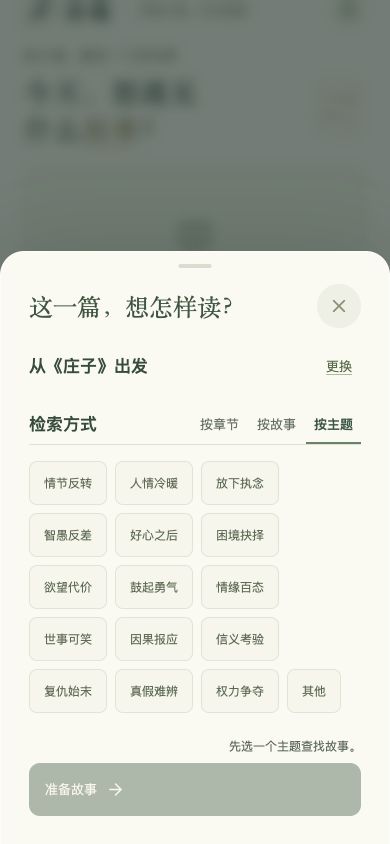 这一篇，想怎样读？
从《庄子》出发 更换
检索方式 按章节 按故事 按主题
情节反转 人情冷暖 放下执念
智愚反差 好心之后 困境抉择
欲望代价 鼓起勇气 情缘百态
世事可笑 因果报应 信义考验
复仇始末 真假难辨 权力争夺 其他
先选一个主题查找故事。
准备故事 →